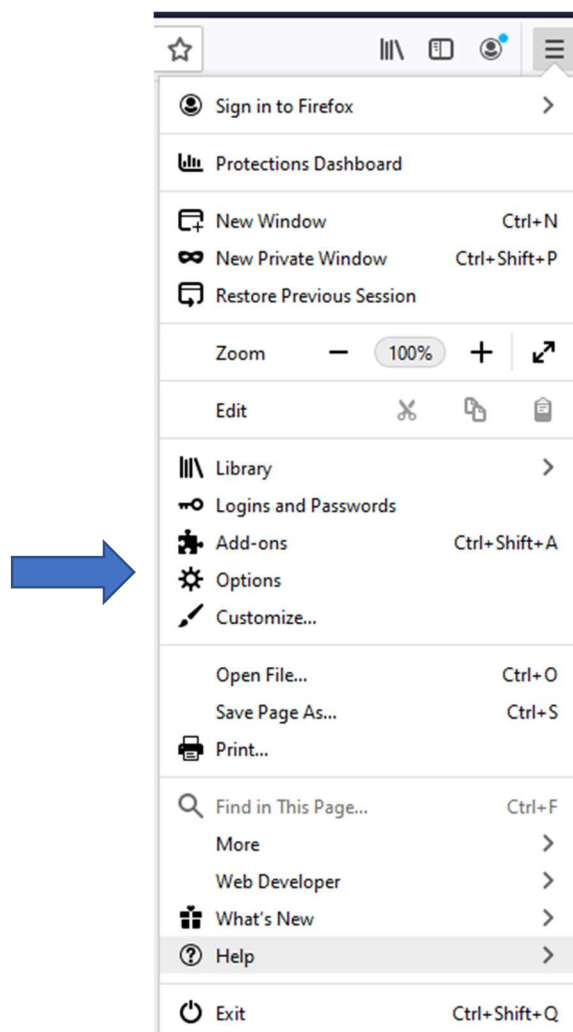 Sign in to Firefox
Protections Dashboard
New Window Ctrl+N
New Private Window Ctrl+Shift+P
Restore Previous Session
Zoom 100%
Edit
Library
Logins and Passwords
Add-ons Ctrl+Shift+A
Options
Customize...
Open File... Ctrl+O
Save Page As... Ctrl+S
Print...
Find in This Page... Ctrl+F
More
Web Developer
What's New
Help
Exit Ctrl+Shift+Q